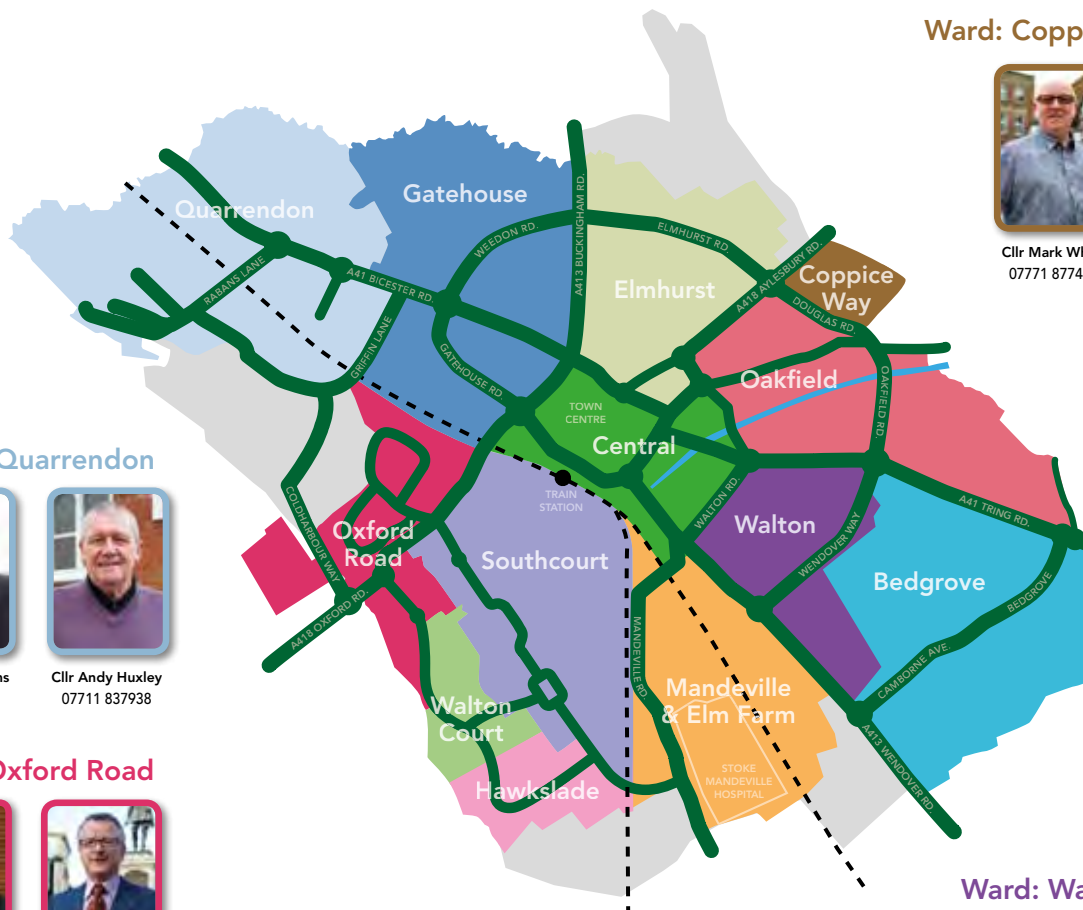 Ward: Copp
Cllr Mark Wh
07771 8774
Quarrendon
Gatehouse
WEEDON RD.
A413 BUCKINGHAM RD.
ELMHURST RD
Elmhurst
A418 AYLESBURY RD.
Coppice
Way
DOUGLAS RD.
RABANS LANE
A41 BICESTER RD.
GRIFFIN LANE
GATEHOUSE RD
Oakfield
OAKFIELD RD.
TOWN
CENTRE
Central
TRAIN
STATION
WALTON RD.
Walton
WENDOVER WAY
A41 TRING RD.
Bedgrove
BEDGROVE
CAMBORNE AVE.
A413 WENDOVER RD.
COLDHARBOUR WAY
Oxford
Road
A418 OXFORD RD.
Southcourt
MANDEVILLE RD.
Mandeville
& Elm Farm
STOKE
MANDEVILLE
HOSPITAL
Walton
Court
Hawkslade
Quarrendon
ns
Cllr Andy Huxley
07711 837938
Oxford Road
Ward: Wa